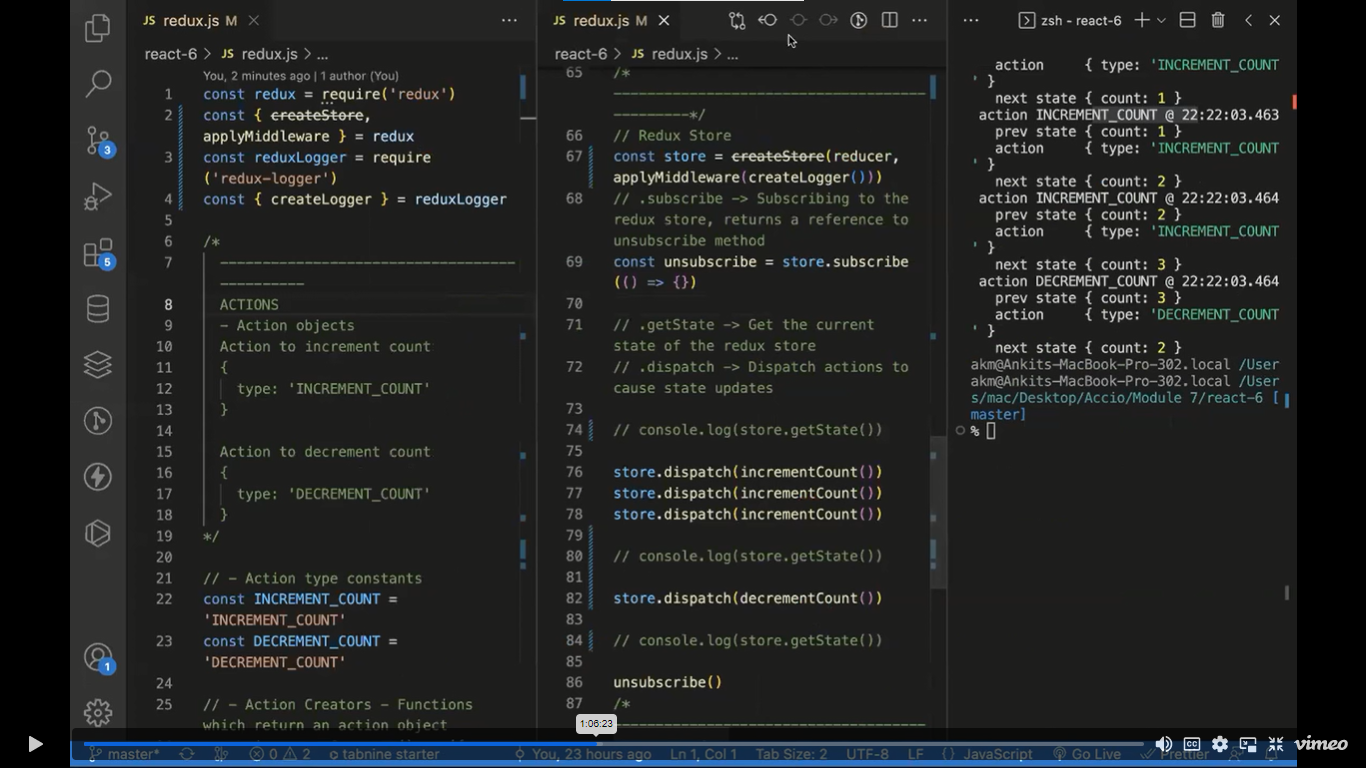 JS redux.js M
react-6 > JS redux.js > ...
You, 2 minutes ago | 1 author (You)
1 const redux = require('redux')
2 const { createStore,
applyMiddleware } = redux
3 const reduxLogger = require
('redux-logger')
4 const { createLogger } = reduxLogger
5
6 /*
7 -----------------------------------
----------
8 ACTIONS
9 - Action objects
10 Action to increment count
11 {
12 type: 'INCREMENT_COUNT'
13 }
14
15 Action to decrement count
16 {
17 type: 'DECREMENT_COUNT'
18 }
19 */
20
21 // - Action type constants
22 const INCREMENT_COUNT =
'INCREMENT_COUNT'
23 const DECREMENT_COUNT =
'DECREMENT_COUNT'
24
25 // - Action Creators - Functions
which return an action object
JS redux.js M
react-6 > JS redux.js > ...
65 /*
-------------------------------------
---------*/
66 // Redux Store
67 const store = createStore(reducer,
applyMiddleware(createLogger()))
68 // .subscribe -> Subscribing to the
redux store, returns a reference to
unsubscribe method
69 const unsubscribe = store.subscribe
(() => {})
70
71 // .getState -> Get the current
state of the redux store
72 // .dispatch -> Dispatch actions to
cause state updates
73
74 // console.log(store.getState())
75
76 store.dispatch(incrementCount())
77 store.dispatch(incrementCount())
78 store.dispatch(incrementCount())
79
80 // console.log(store.getState())
81
82 store.dispatch(decrementCount())
83
84 // console.log(store.getState())
85
86 unsubscribe()
87 /*
-------------------------------------
zsh - react-6
action { type: 'INCREMENT_COUNT
' }
next state { count: 1 }
action INCREMENT_COUNT @ 22:22:03.463
prev state { count: 1 }
action { type: 'INCREMENT_COUNT
' }
next state { count: 2 }
action INCREMENT_COUNT @ 22:22:03.464
prev state { count: 2 }
action { type: 'INCREMENT_COUNT
' }
next state { count: 3 }
action DECREMENT_COUNT @ 22:22:03.464
prev state { count: 3 }
action { type: 'DECREMENT_COUNT
' }
next state { count: 2 }
akm@Ankits-MacBook-Pro-302.local /User
akm@Ankits-MacBook-Pro-302.local /User
s/mac/Desktop/Accio/Module 7/react-6 [
master]
%
3
5
1
1:06:23
master* 0 2 tabnine starter You, 23 hours ago Ln 1, Col 1 Tab Size: 2 UTF-8 LF {} JavaScript Go Live Prettier
CC HD vimeo